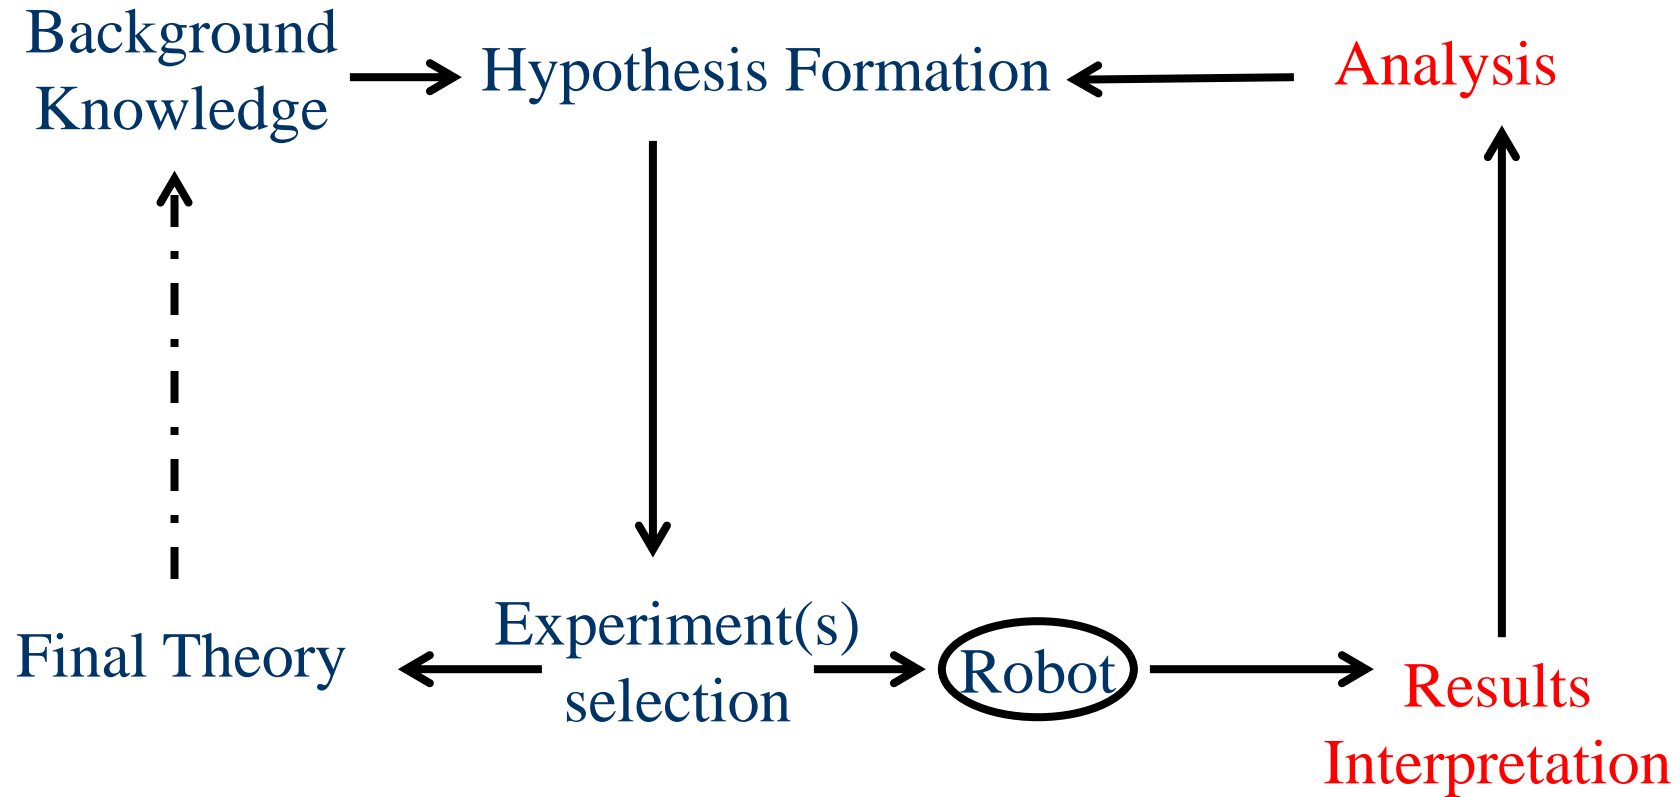 Background
Knowledge
Hypothesis Formation
Analysis
Final Theory
Experiment(s)
selection
Robot
Results
Interpretation